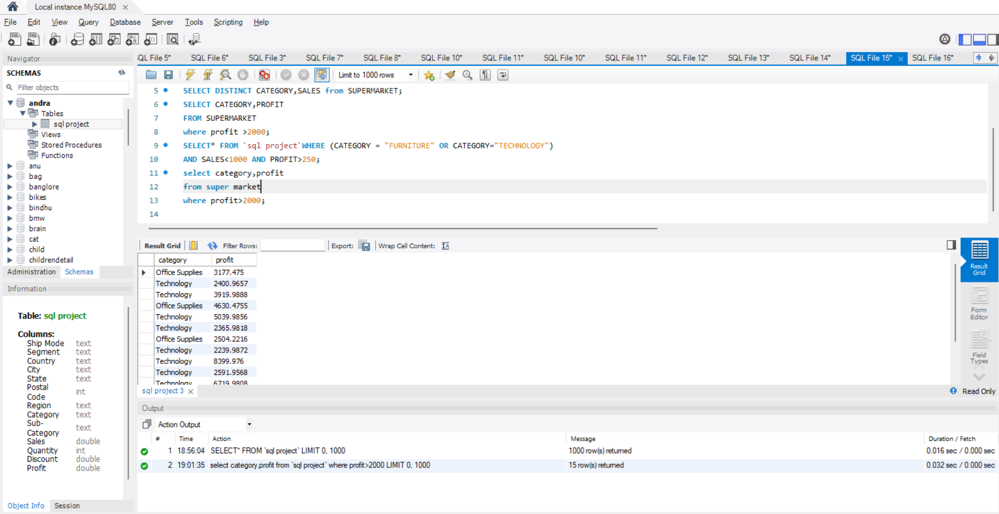 Local instance MySQL80 ×
File Edit View Query Database Server Tools Scripting Help
Navigator
SCHEMAS
Filter objects
andra
Tables
sql project
Views
Stored Procedures
Functions
anu
bag
banglore
bikes
bindhu
bmw
brain
cat
child
childrendetail
Administration Schemas
Information
Table: sql project
Columns:
Ship Mode text
Segment text
Country text
City text
State text
Postal Code int
Region text
Category text
Sub-Category text
Sales double
Quantity int
Discount double
Profit double
Object Info Session
QL File 5* SQL File 6* SQL File 3* SQL File 7* SQL File 8* SQL File 10* SQL File 11* SQL File 10* SQL File 11* SQL File 12* SQL File 13* SQL File 14* SQL File 15* × SQL File 16*
Limit to 1000 rows
5 SELECT DISTINCT CATEGORY,SALES from SUPERMARKET;
6 SELECT CATEGORY,PROFIT
7 FROM SUPERMARKET
8 where profit >2000;
9 SELECT* FROM `sql project`WHERE (CATEGORY = "FURNITURE" OR CATEGORY="TECHNOLOGY")
10 AND SALES<1000 AND PROFIT>250;
11 select category,profit
12 from super market
13 where profit>2000;
14
Result Grid Filter Rows: Export: Wrap Cell Content:
category profit
Office Supplies 3177.475
Technology 2400.9657
Technology 3919.9888
Office Supplies 4630.4755
Technology 5039.9856
Technology 2365.9818
Office Supplies 2504.2216
Technology 2239.9872
Technology 8399.976
Technology 2591.9568
Technology 6719.9808
Result Grid
Form Editor
Field Types
sql project 3 ×
Read Only
Output
Action Output
# Time Action Message Duration / Fetch
1 18:56:04 SELECT* FROM `sql project` LIMIT 0, 1000 1000 row(s) returned 0.016 sec / 0.000 sec
2 19:01:35 select category,profit from `sql project` where profit>2000 LIMIT 0, 1000 15 row(s) returned 0.032 sec / 0.000 sec